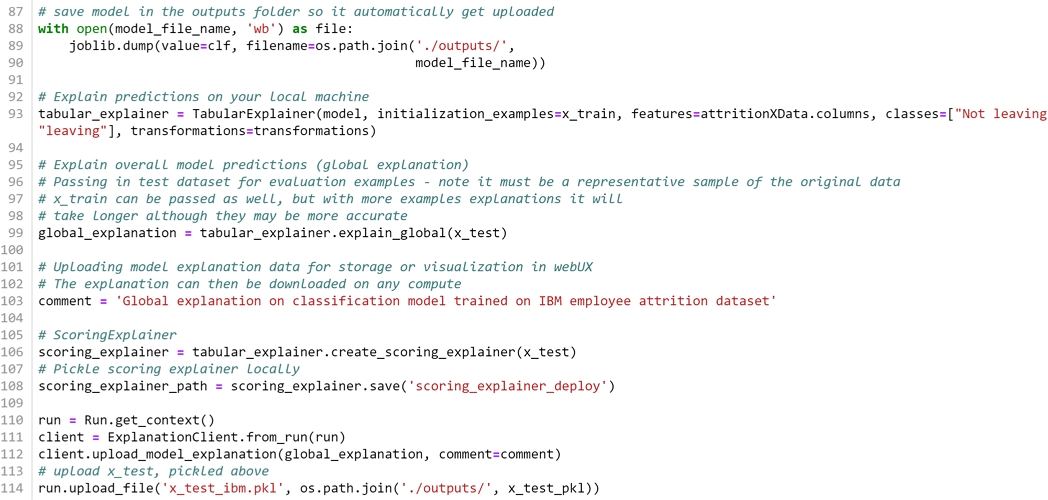 87 # save model in the outputs folder so it automatically get uploaded
88 with open(model_file_name, 'wb') as file:
89     joblib.dump(value=clf, filename=os.path.join('./outputs/',
90                                                  model_file_name))
91
92 # Explain predictions on your local machine
93 tabular_explainer = TabularExplainer(model, initialization_examples=x_train, features=attritionXData.columns, classes=["Not leaving
"leaving"], transformations=transformations)
94
95 # Explain overall model predictions (global explanation)
96 # Passing in test dataset for evaluation examples - note it must be a representative sample of the original data
97 # x_train can be passed as well, but with more examples explanations it will
98 # take longer although they may be more accurate
99 global_explanation = tabular_explainer.explain_global(x_test)
100
101 # Uploading model explanation data for storage or visualization in webUX
102 # The explanation can then be downloaded on any compute
103 comment = 'Global explanation on classification model trained on IBM employee attrition dataset'
104
105 # ScoringExplainer
106 scoring_explainer = tabular_explainer.create_scoring_explainer(x_test)
107 # Pickle scoring explainer locally
108 scoring_explainer_path = scoring_explainer.save('scoring_explainer_deploy')
109
110 run = Run.get_context()
111 client = ExplanationClient.from_run(run)
112 client.upload_model_explanation(global_explanation, comment=comment)
113 # upload x_test, pickled above
114 run.upload_file('x_test_ibm.pkl', os.path.join('./outputs/', x_test_pkl))